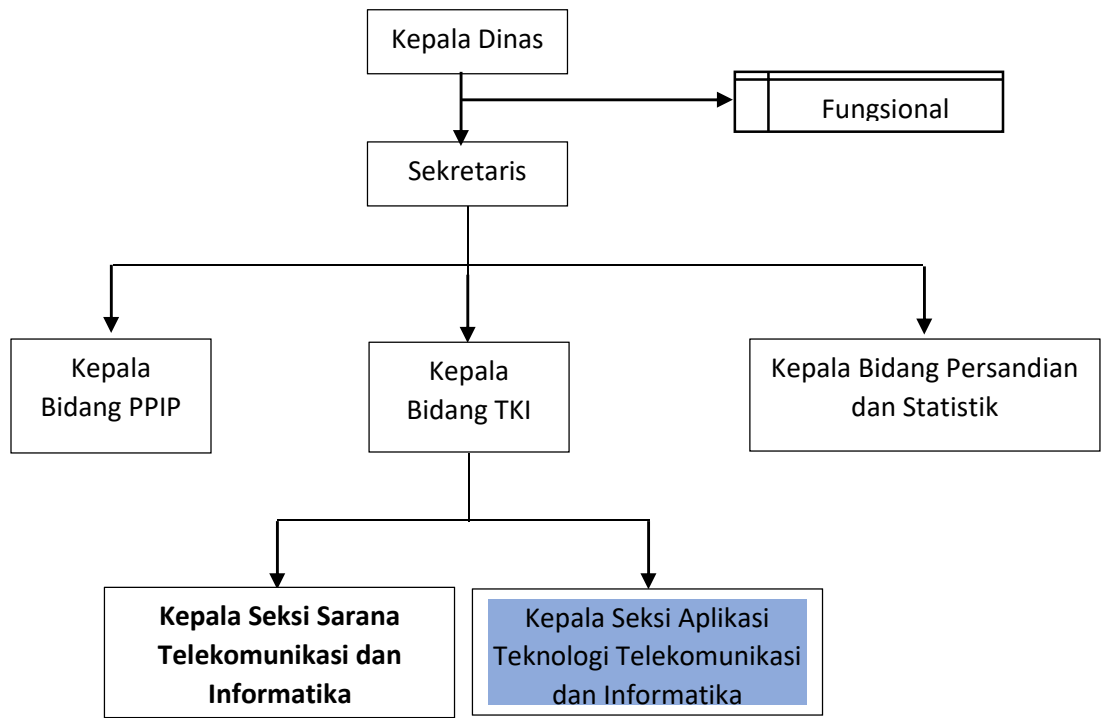 Kepala Dinas
Fungsional
Sekretaris
Kepala
Bidang PPIP
Kepala
Bidang TKI
Kepala Bidang Persandian
dan Statistik
Kepala Seksi Sarana
Telekomunikasi dan
Informatika
Kepala Seksi Aplikasi
Teknologi Telekomunikasi
dan Informatika